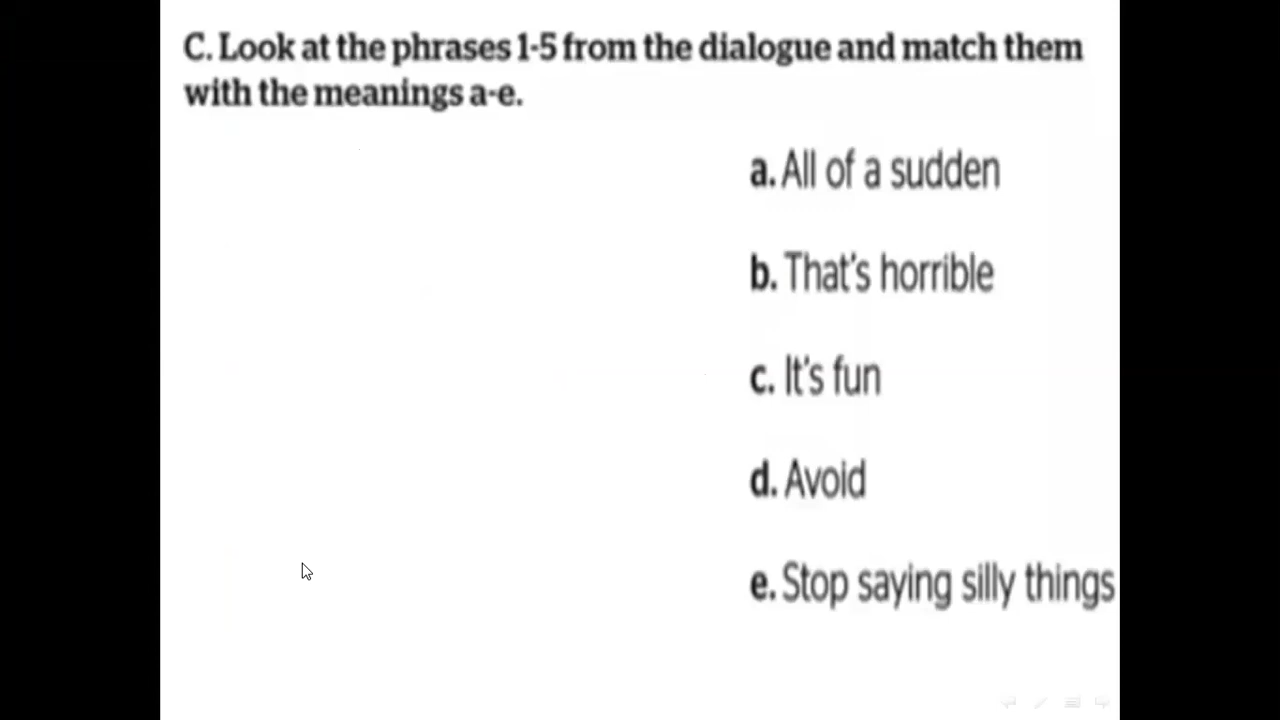 C. Look at the phrases 1-5 from the dialogue and match them
with the meanings a-e.
a. All of a sudden
b. That's horrible
c. It's fun
d. Avoid
e. Stop saying silly things